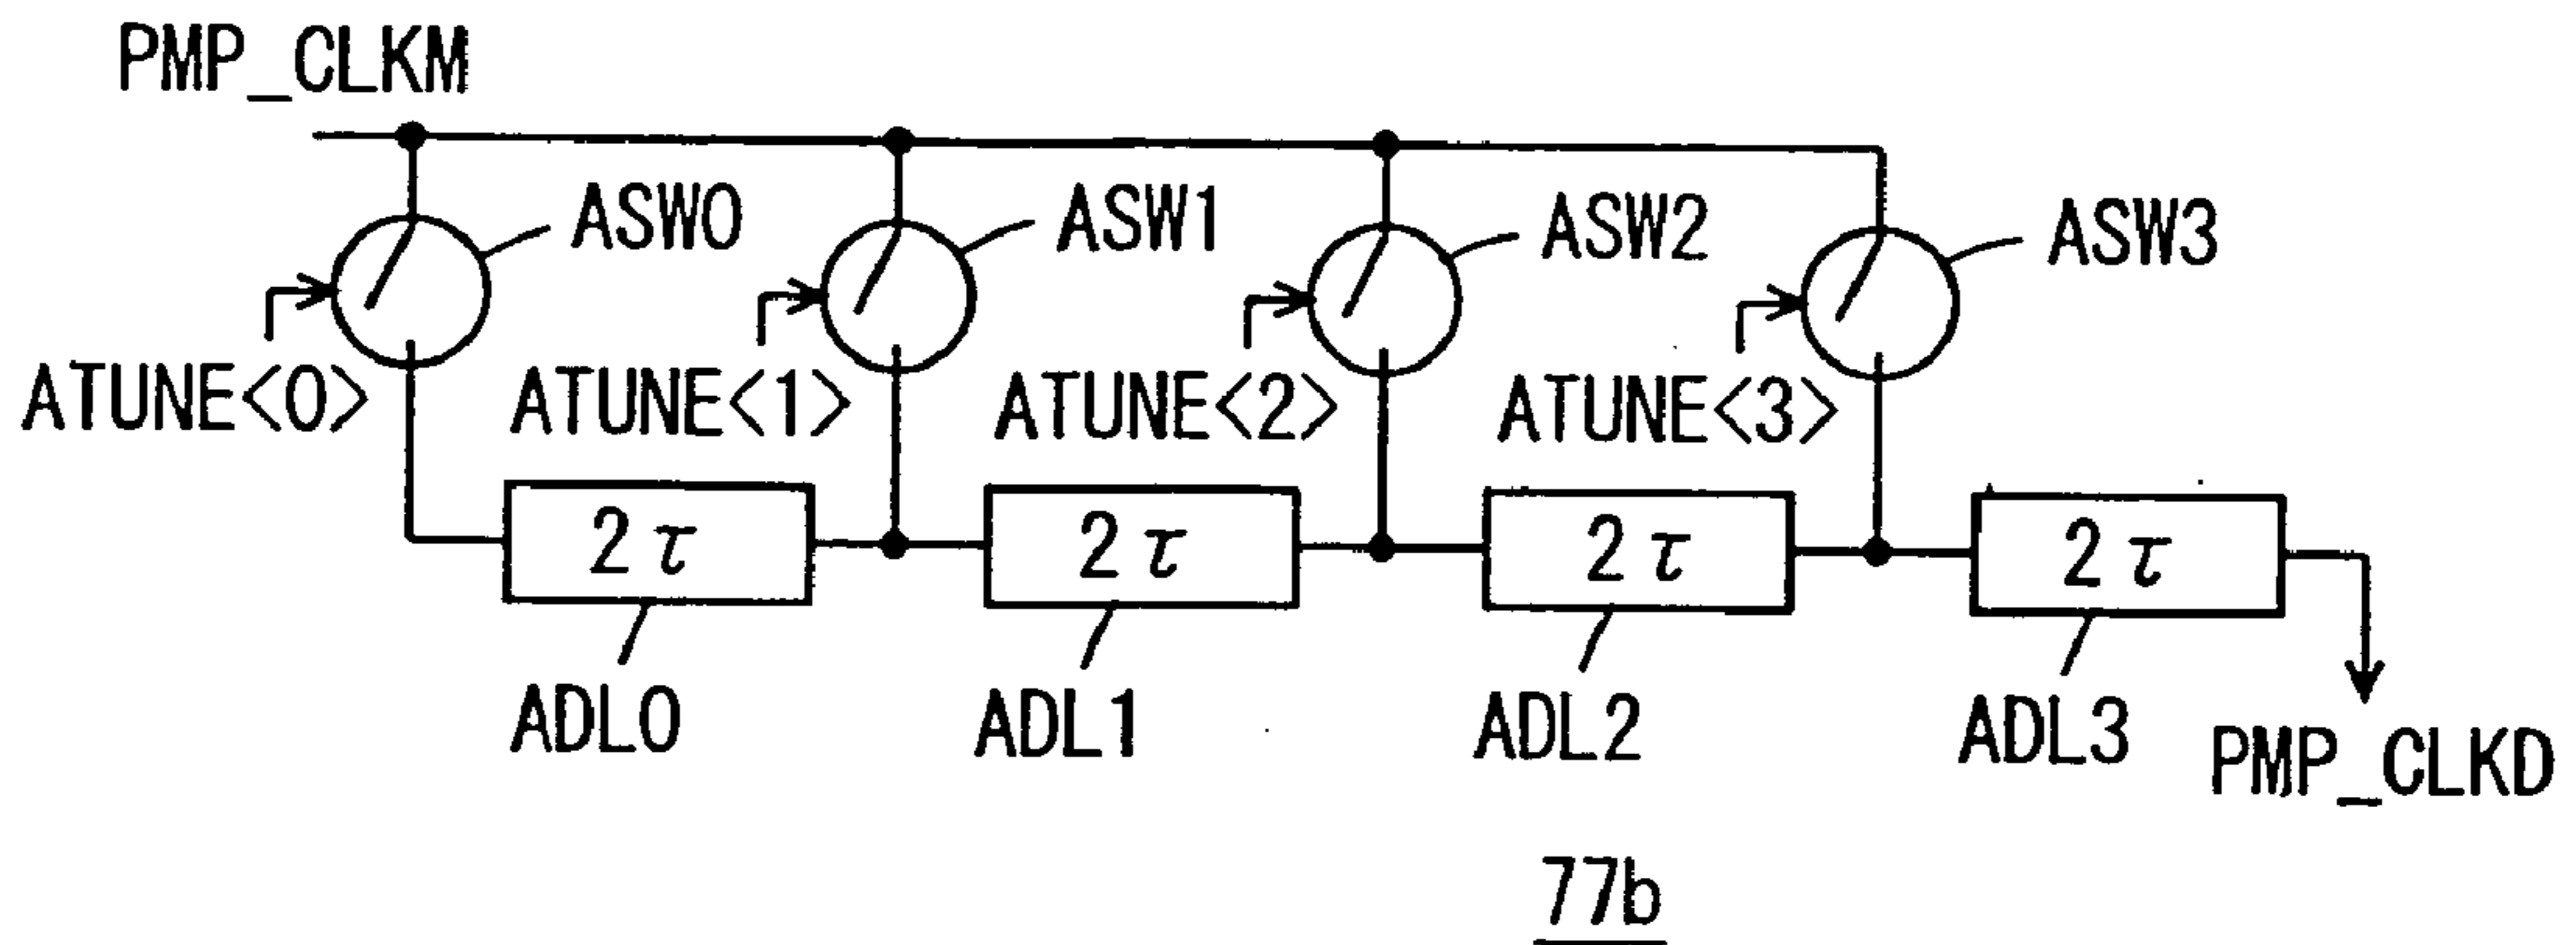 PMP_CLKM
ASW0
ASW1
ASW2
ASW3
ATUNE<0>
ATUNE<1>
ATUNE<2>
ATUNE<3>
2τ
2τ
2τ
2τ
ADL0
ADL1
ADL2
ADL3
PMP_CLKD
77b